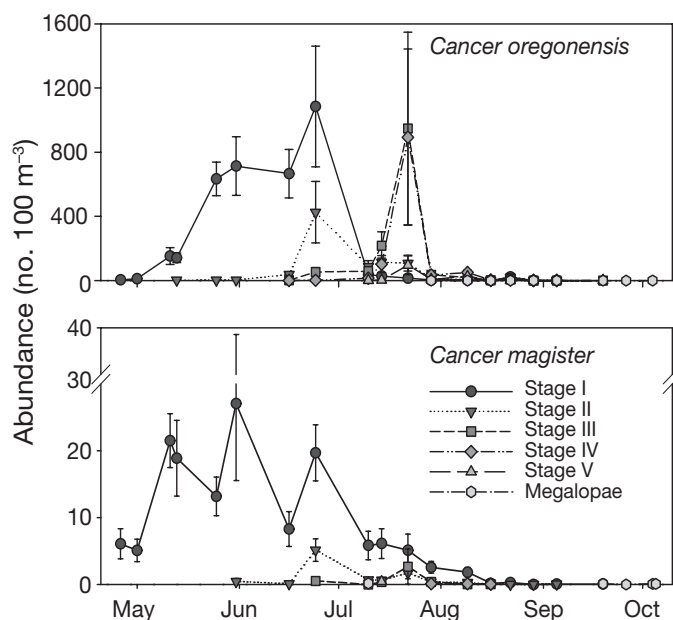 Abundance (no. 100 m⁻³)
1600
1200
800
400
0
Cancer oregonensis
40
30
20
10
0
Cancer magister
Stage I
Stage II
Stage III
Stage IV
Stage V
Megalopae
May Jun Jul Aug Sep Oct